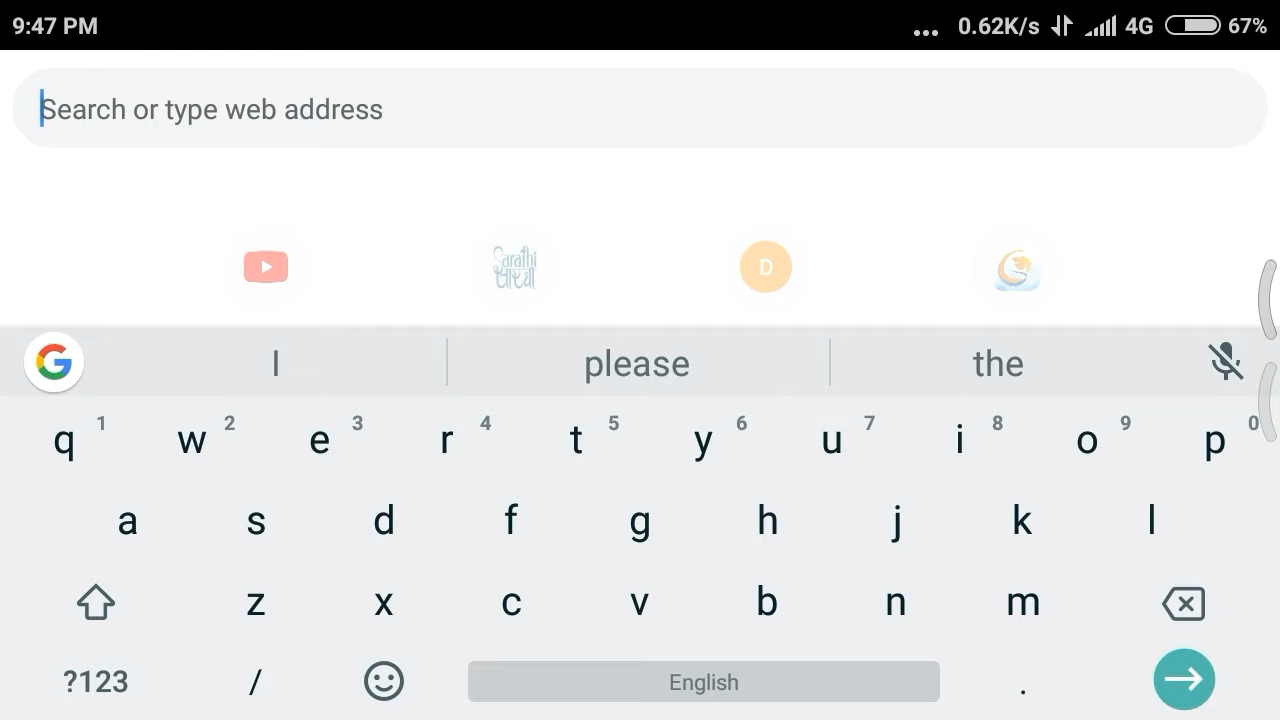 9:47 PM ... 0.62K/s 4G 67%
Search or type web address
Sarathi
D
I please the
q 1 w 2 e 3 r 4 t 5 y 6 u 7 i 8 o 9 p 0
a s d f g h j k l
z x c v b n m
?123 / English .